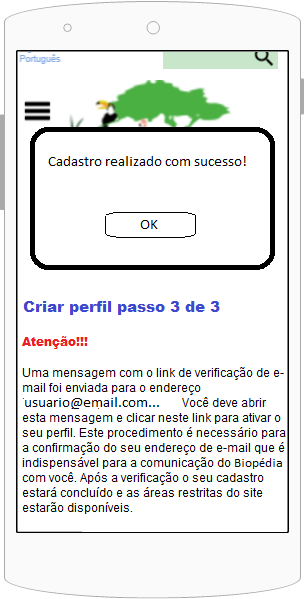 Português
Cadastro realizado com sucesso!
OK
Criar perfil passo 3 de 3
Atenção!!!
Uma mensagem com o link de verificação de e-
mail foi enviada para o endereço
usuario@email.com... Você deve abrir
esta mensagem e clicar neste link para ativar o
seu perfil. Este procedimento é necessário para
a confirmação do seu endereço de e-mail que é
indispensável para a comunicação do Biopédia
com você. Após a verificação o seu cadastro
estará concluído e as áreas restritas do site
estarão disponíveis.